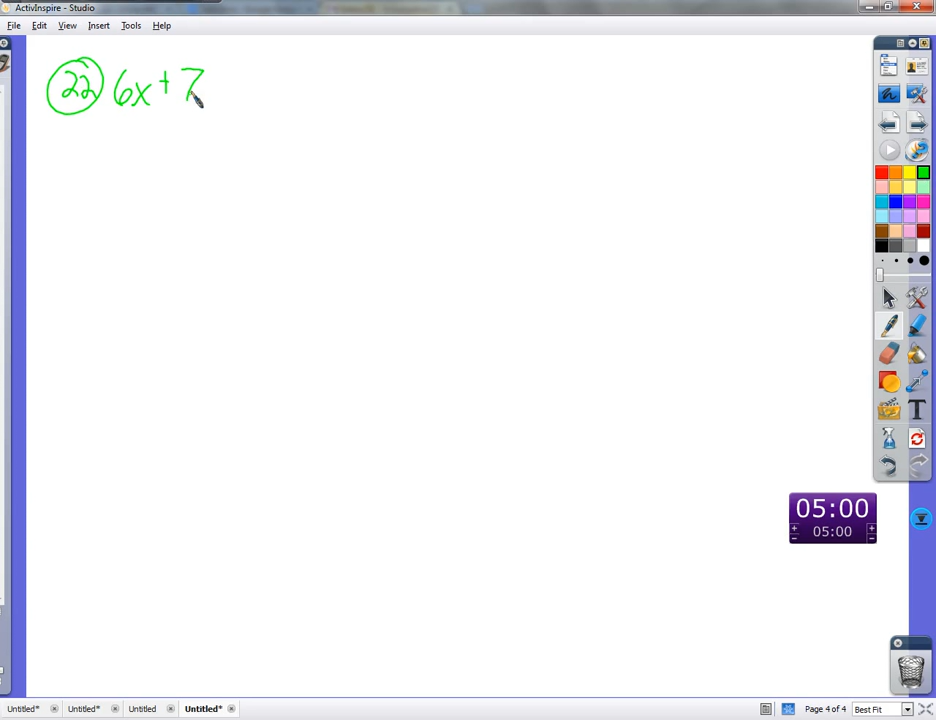 ActivInspire - Studio
File Edit View Insert Tools Help
22 6x + 7
T
05:00
05:00
Untitled* Untitled* Untitled Untitled* Page 4 of 4 Best Fit